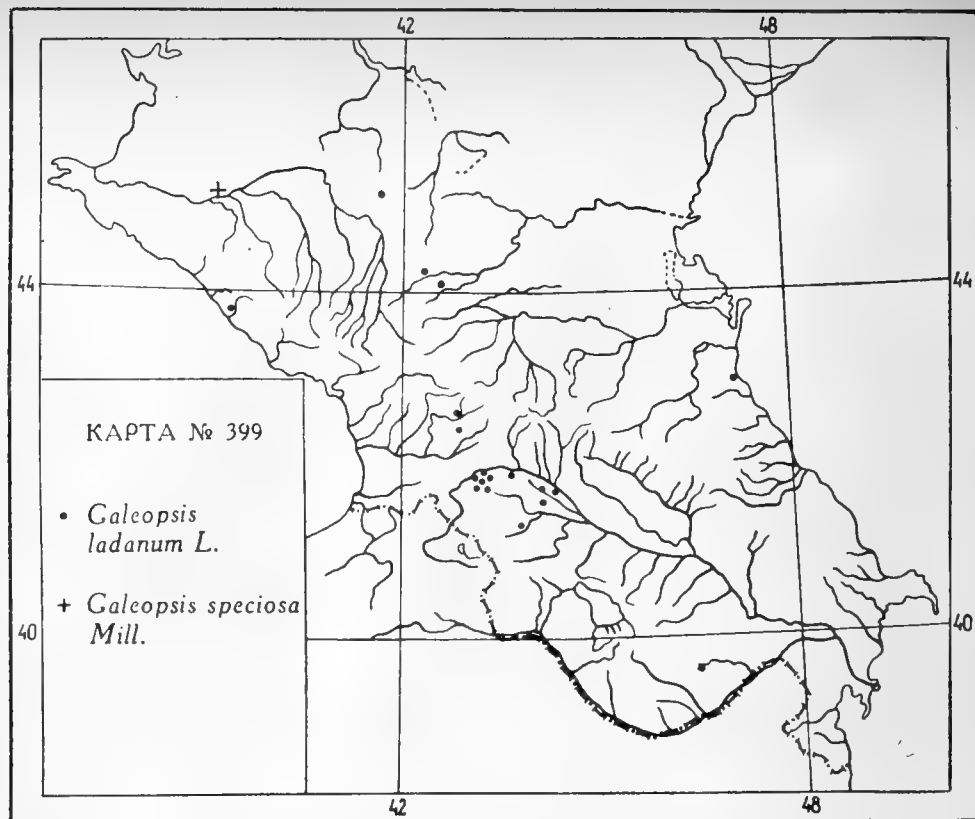 42 48
44 44
КАРТА № 399
• Galeopsis
ladanum L.
+ Galeopsis speciosa
Mill.
40 40
42 48